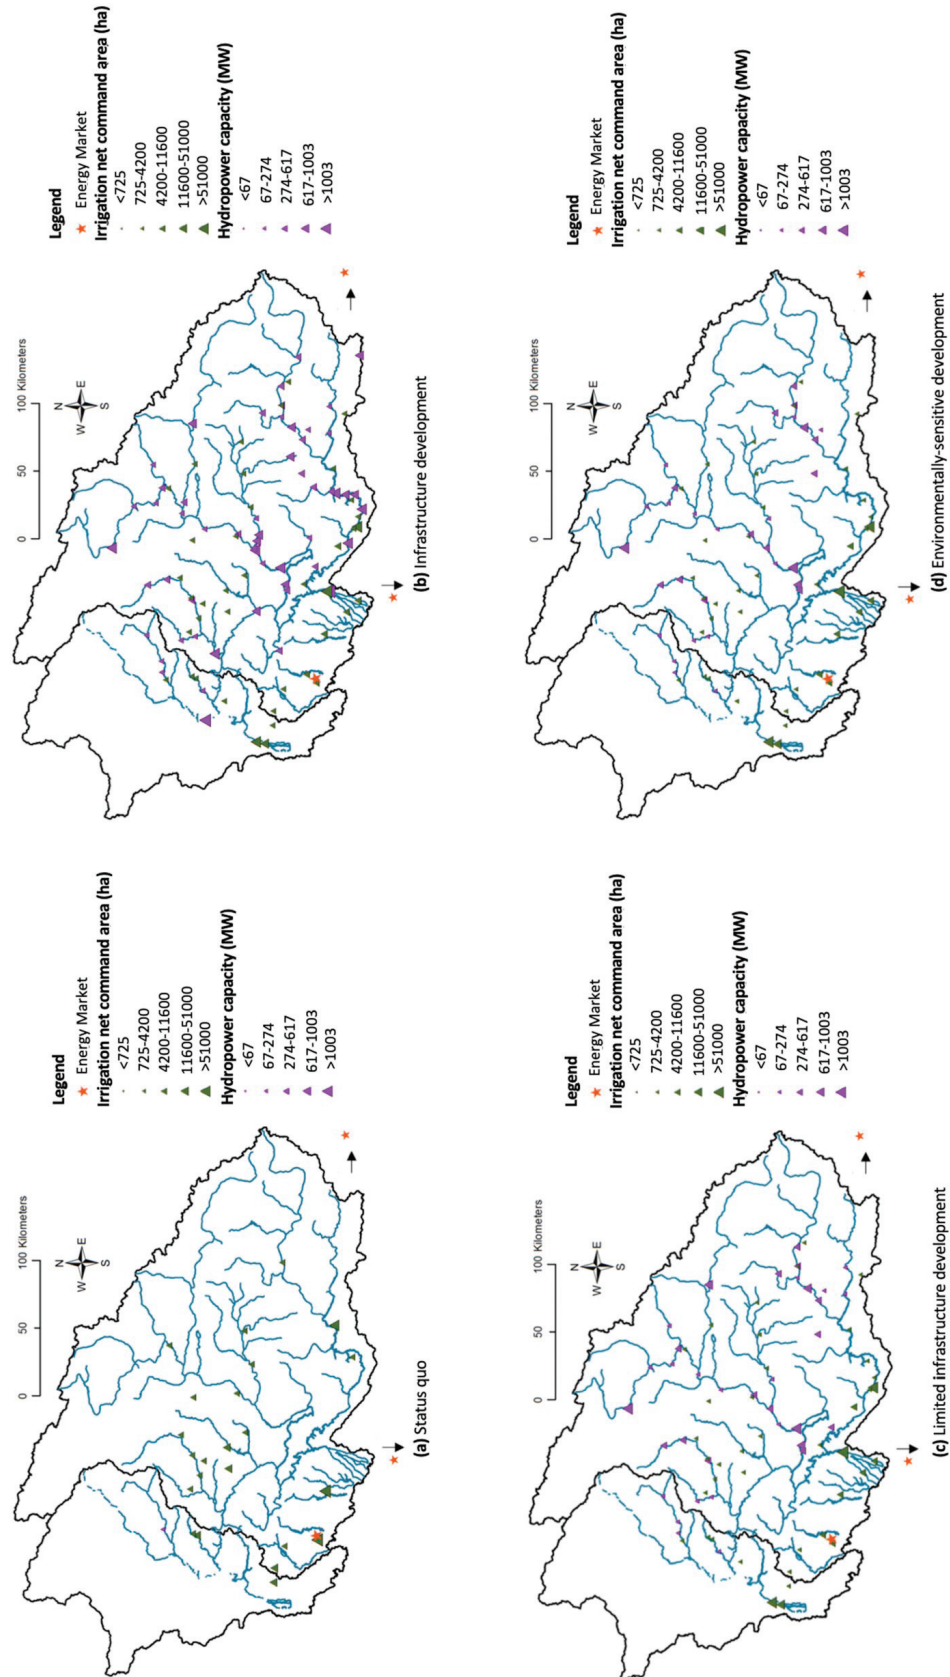 0 50 100 Kilometers
N
W E
S
Legend
Energy Market
Irrigation net command area (ha)
<725
725-4200
4200-11600
11600-51000
>51000
Hydropower capacity (MW)
<67
67-274
274-617
617-1003
>1003
(a) Status quo
0 50 100 Kilometers
N
W E
S
Legend
Energy Market
Irrigation net command area (ha)
<725
725-4200
4200-11600
11600-51000
>51000
Hydropower capacity (MW)
<67
67-274
274-617
617-1003
>1003
(b) Infrastructure development
0 50 100 Kilometers
N
W E
S
Legend
Energy Market
Irrigation net command area (ha)
<725
725-4200
4200-11600
11600-51000
>51000
Hydropower capacity (MW)
<67
67-274
274-617
617-1003
>1003
(c) Limited infrastructure development
0 50 100 Kilometers
N
W E
S
Legend
Energy Market
Irrigation net command area (ha)
<725
725-4200
4200-11600
11600-51000
>51000
Hydropower capacity (MW)
<67
67-274
274-617
617-1003
>1003
(d) Environmentally-sensitive development